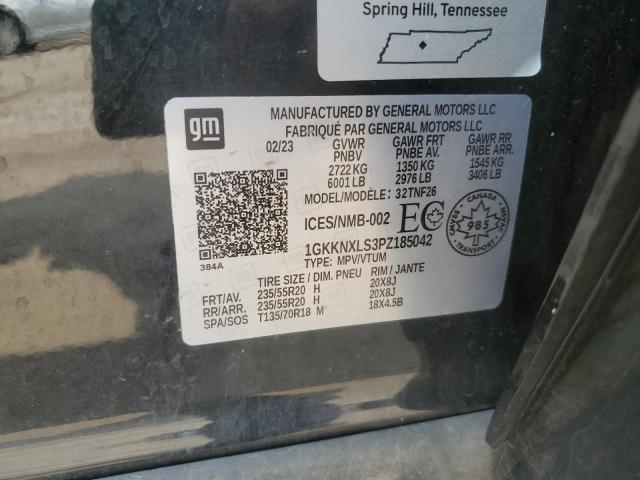 Spring Hill, Tennessee
gm
MANUFACTURED BY GENERAL MOTORS LLC
FABRIQUÉ PAR GENERAL MOTORS LLC
02/23 GVWR GAWR FRT GAWR RR
PNBV PNBE AV. PNBE ARR.
2722 KG 1350 KG 1545 KG
6001 LB 2976 LB 3406 LB
MODEL/MODÈLE: 32TNF26
ICES/NMB-002 EC
CANADA
985
1GKKNXLS3PZ185042
TYPE: MPV/VTUM
384A
TIRE SIZE / DIM. PNEU RIM / JANTE
FRT/AV. 235/55R20 H 20X8J
RR/ARR. 235/55R20 H 20X8J
SPA/SOS T135/70R18 M 18X4.5B